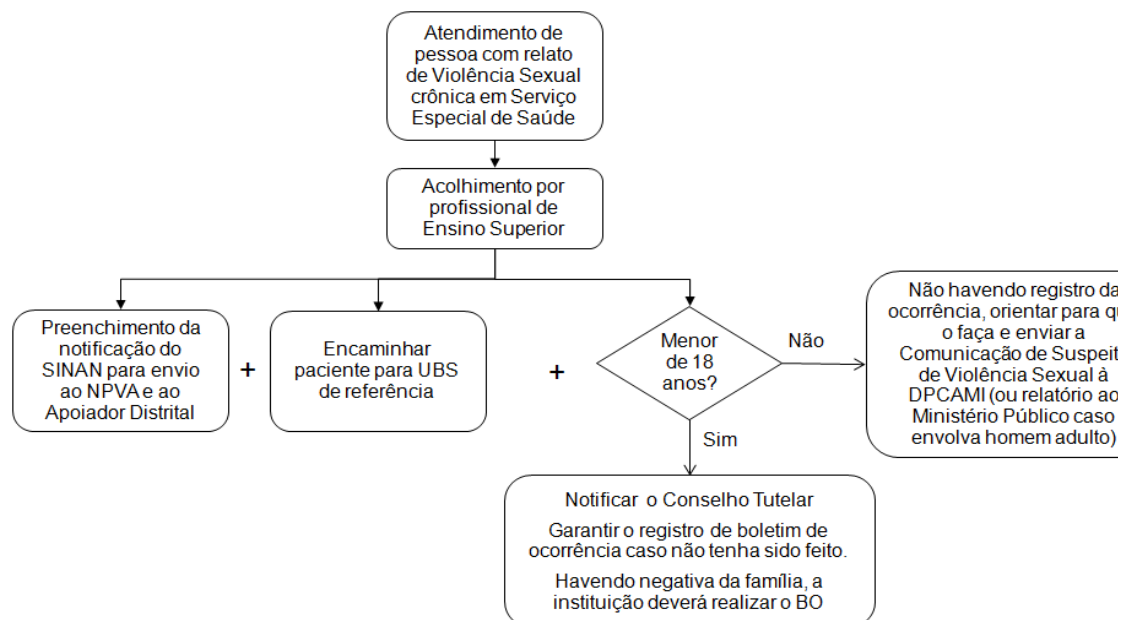 Atendimento de
pessoa com relato
de Violência Sexual
crônica em Serviço
Especial de Saúde
Acolhimento por
profissional de
Ensino Superior
Preenchimento da
notificação do
SINAN para envio
ao NPVA e ao
Apoiador Distrital
+
Encaminhar
paciente para UBS
de referência
+
Menor
de 18
anos?
Não
Não havendo registro da
ocorrência, orientar para
o faça e enviar a
Comunicação de
de Violência Sexual à
DPCAMI (ou relatório ao
Ministério Público caso
envolva homem adulto)
Sim
Notificar o Conselho Tutelar
Garantir o registro de boletim de
ocorrência caso não tenha sido feito.
Havendo negativa da família, a
instituição deverá realizar o BO